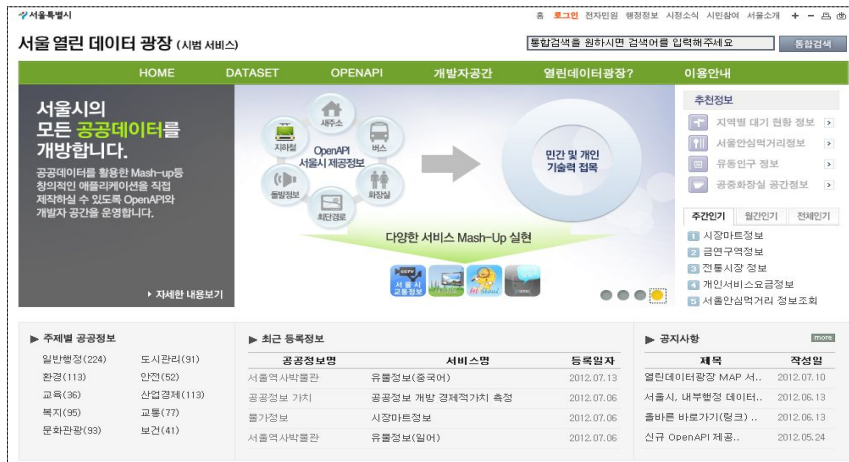 서울특별시
홈 로그인 전자민원 행정정보 시정소식 시민참여 서울소개
서울 열린 데이터 광장 (시범 서비스)
통합검색을 원하시면 검색어를 입력해주세요 통합검색
HOME DATASET OPENAPI 개발자공간 열린데이터광장? 이용안내
서울시의
모든 공공데이터를
개방합니다.
공공데이터를 활용한 Mash-up등
창의적인 애플리케이션을 직접
제작하실 수 있도록 OpenAPI와
개발자 공간을 운영합니다.
▶ 자세한 내용보기
새주소
지하철
버스
OpenAPI
서울시 제공정보
돌발정보
화장실
최단경로
민간 및 개인
기술력 접목
다양한 서비스 Mash-Up 실현
CCTV
서울시
교통정보
Hi Seoul
추천정보
지역별 대기 현황 정보
서울안심먹거리정보
유동인구 정보
공중화장실 공간정보
주간인기 월간인기 전체인기
1 시장마트정보
2 금연구역정보
3 전통시장 정보
4 개인서비스요금정보
5 서울안심먹거리 정보조회
▶ 주제별 공공정보
일반행정(224) 도시관리(91)
환경(113) 안전(52)
교육(36) 산업경제(113)
복지(95) 교통(77)
문화관광(93) 보건(41)
▶ 최근 등록정보
공공정보명 서비스명 등록일자
서울역사박물관 유물정보(중국어) 2012.07.13
공공정보 가치 공공정보 개방 경제적가치 측정 2012.07.06
물가정보 시장마트정보 2012.07.06
서울역사박물관 유물정보(일어) 2012.07.06
▶ 공지사항 more
제목 작성일
열린데이터광장 MAP 서.. 2012.07.10
서울시, 내부행정 데이터.. 2012.06.13
올바른 바로가기(링크) .. 2012.06.13
신규 OpenAPI 제공.. 2012.05.24